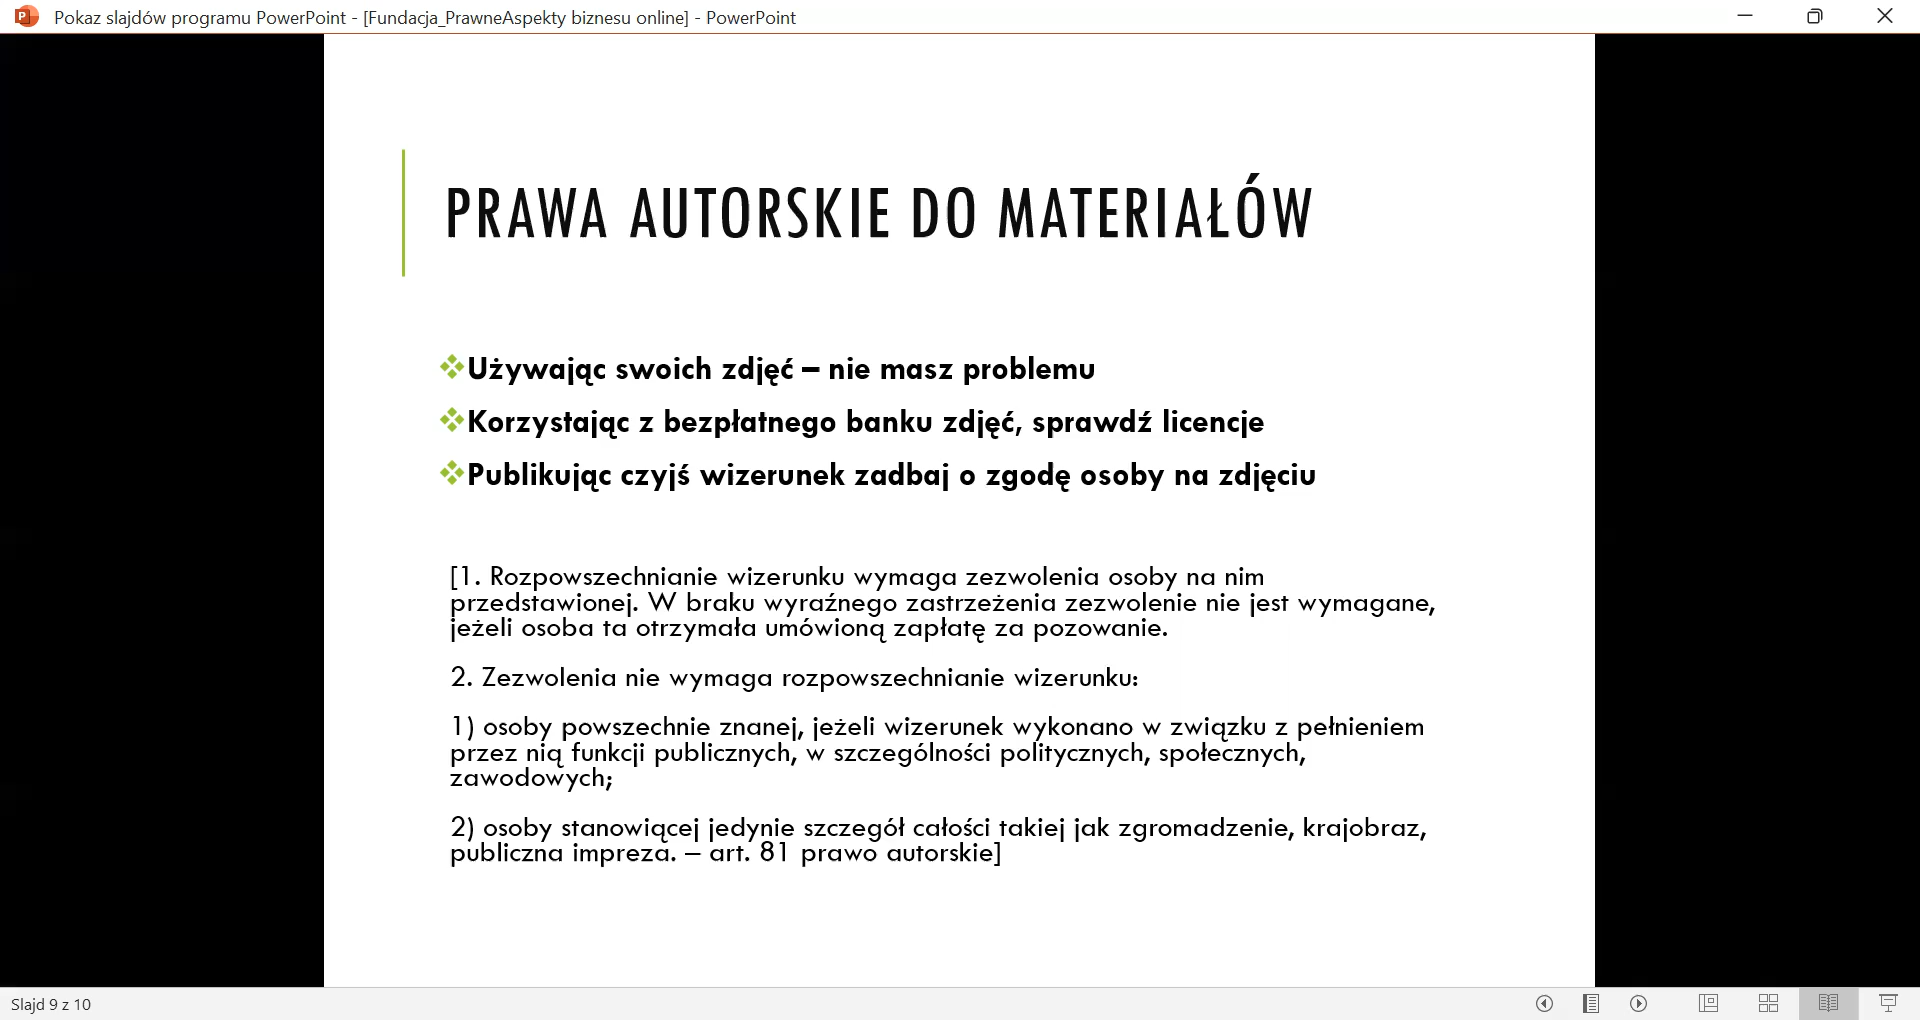 Pokaz slajdów programu PowerPoint - [Fundacja_PrawneAspekty biznesu online] - PowerPoint
PRAWA AUTORSKIE DO MATERIAŁÓW
Używając swoich zdjęć – nie masz problemu
Korzystając z bezpłatnego banku zdjęć, sprawdź licencje
Publikując czyjś wizerunek zadbaj o zgodę osoby na zdjęciu
[1. Rozpowszechnianie wizerunku wymaga zezwolenia osoby na nim
przedstawionej. W braku wyraźnego zastrzeżenia zezwolenie nie jest wymagane,
jeżeli osoba ta otrzymała umówioną zapłatę za pozowanie.
2. Zezwolenia nie wymaga rozpowszechnianie wizerunku:
1) osoby powszechnie znanej, jeżeli wizerunek wykonano w związku z pełnieniem
przez nią funkcji publicznych, w szczególności politycznych, społecznych,
zawodowych;
2) osoby stanowiącej jedynie szczegół całości takiej jak zgromadzenie, krajobraz,
publiczna impreza. – art. 81 prawo autorskie]
Slajd 9 z 10